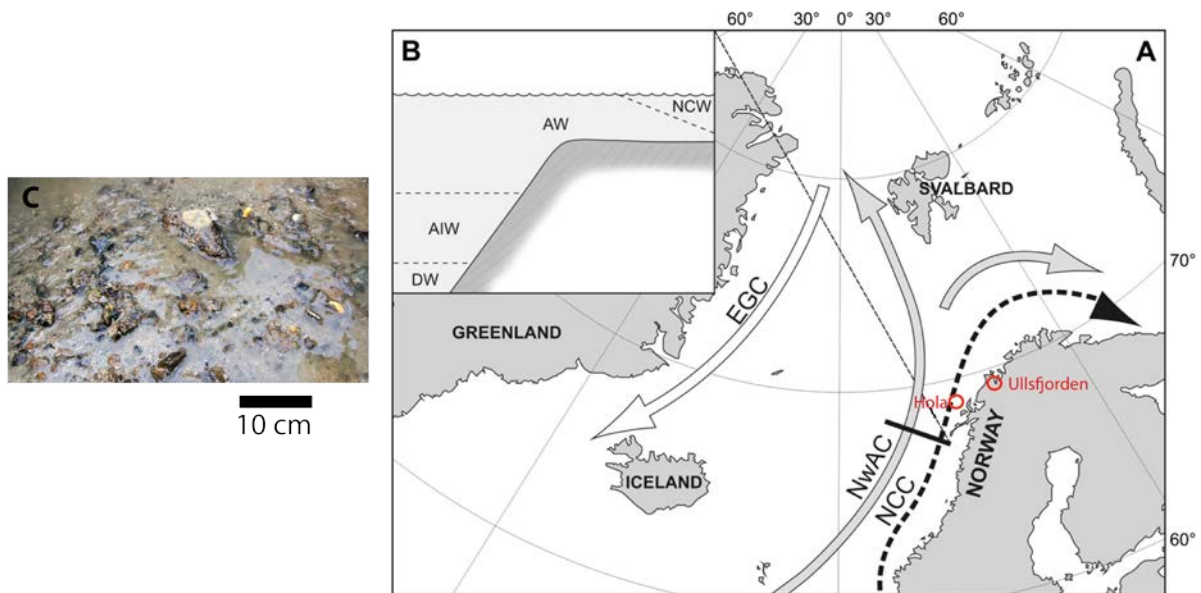 60° 30° 0° 30° 60°
B
A
NCW
AW
C
SVALBARD
AIW
70°
DW
EGC
GREENLAND
Ullsfjorden
Hola
10 cm
NORWAY
NwAC
ICELAND
NCC
60°